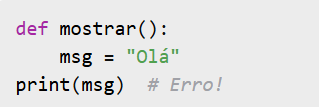 def mostrar():
    msg = "Olá"
print(msg)  # Erro!